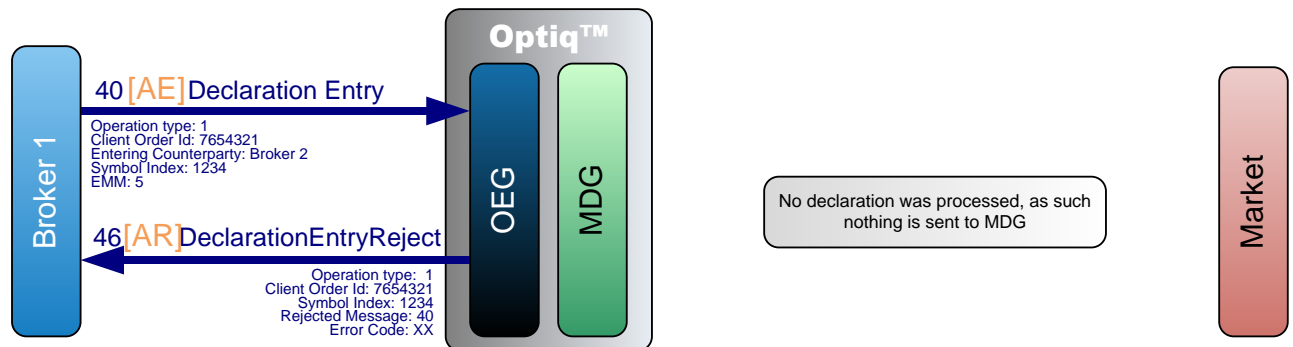 Optiq™
Broker 1
40 [AE] Declaration Entry
Operation type: 1
Client Order Id: 7654321
Entering Counterparty: Broker 2
Symbol Index: 1234
EMM: 5
46 [AR]DeclarationEntryReject
Operation type:  1
Client Order Id: 7654321
Symbol Index: 1234
Rejected Message: 40
Error Code: XX
OEG
MDG
No declaration was processed, as such
nothing is sent to MDG
Market